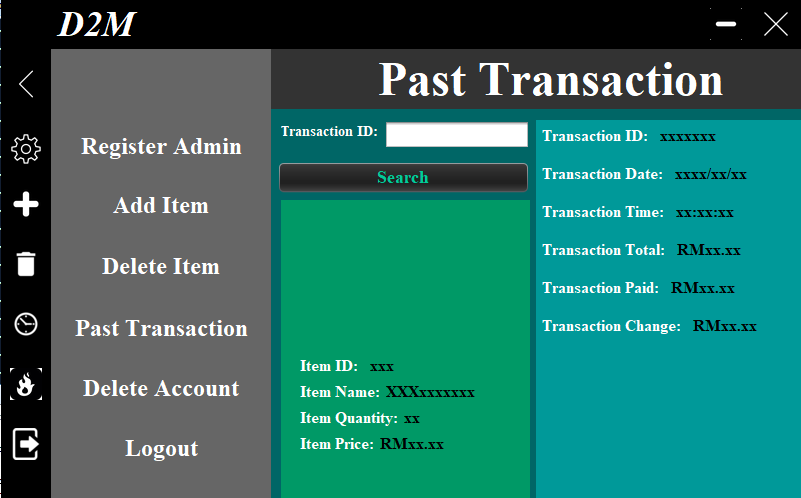 D2M
Past Transaction
Register Admin
Add Item
Delete Item
Past Transaction
Delete Account
Logout
Transaction ID:
Search
Item ID: xxx
Item Name: XXXxxxxxxx
Item Quantity: xx
Item Price: RMxx.xx
Transaction ID: xxxxxxx
Transaction Date: xxxx/xx/xx
Transaction Time: xx:xx:xx
Transaction Total: RMxx.xx
Transaction Paid: RMxx.xx
Transaction Change: RMxx.xx